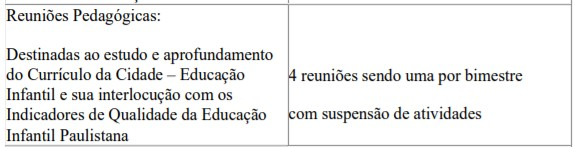 Reuniões Pedagógicas:
Destinadas ao estudo e aprofundamento
do Currículo da Cidade – Educação
Infantil e sua interlocução com os
Indicadores de Qualidade da Educação
Infantil Paulistana
4 reuniões sendo uma por bimestre
com suspensão de atividades